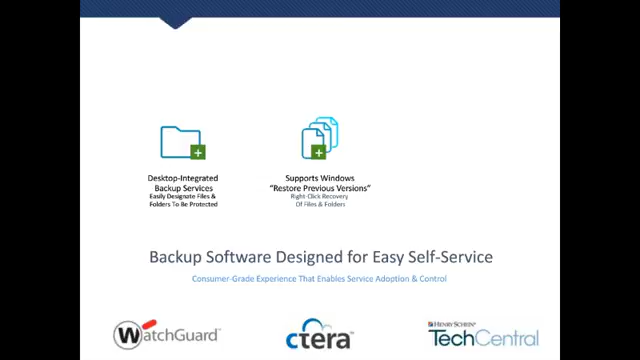 Desktop-Integrated
Backup Services
Easily Designate Files &
Folders To Be Protected
Supports Windows
"Restore Previous Versions"
Right-Click Recovery
Of Files & Folders
Backup Software Designed for Easy Self-Service
Consumer-Grade Experience That Enables Service Adoption & Control
WatchGuard
ctera
HENRY SCHEIN
TechCentral